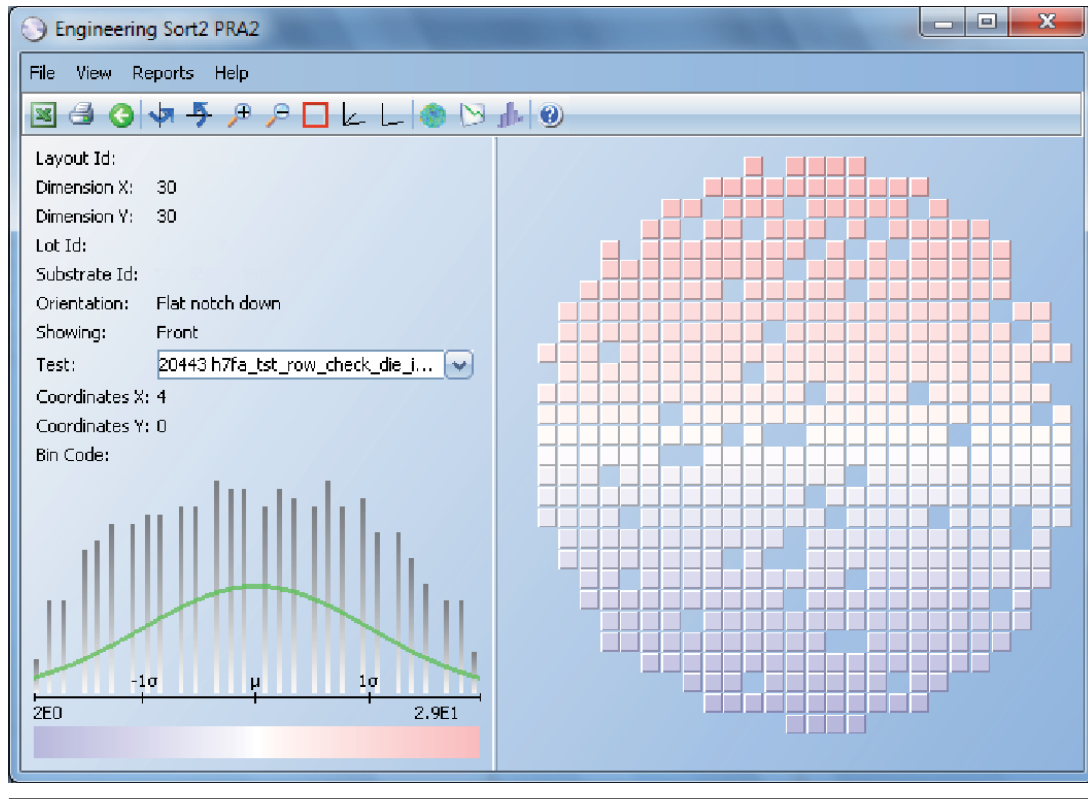 Engineering Sort2 PRA2
File View Reports Help
Layout Id:
Dimension X: 30
Dimension Y: 30
Lot Id:
Substrate Id:
Orientation: Flat notch down
Showing: Front
Test: 20443 h7fa_tst_row_check_die_i...
Coordinates X: 4
Coordinates Y: 0
Bin Code:
-1σ μ 1σ
2E0 2.9E1